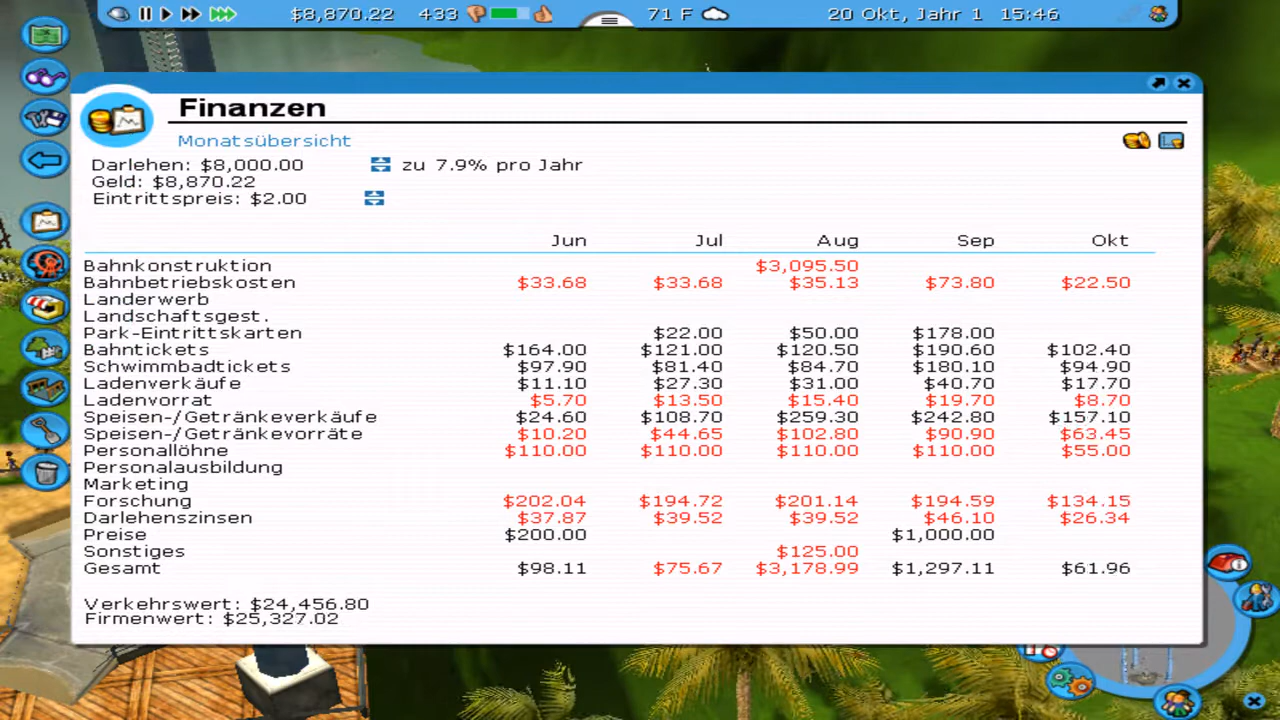 $8,870.22 433 71 F 20 Okt, Jahr 1 15:46
Finanzen
Monatsübersicht
Darlehen: $8,000.00 zu 7.9% pro Jahr
Geld: $8,870.22
Eintrittspreis: $2.00
Jun Jul Aug Sep Okt
Bahnkonstruktion $3,095.50
Bahnbetriebskosten $33.68 $33.68 $35.13 $73.80 $22.50
Landerwerb
Landschaftsgest.
Park-Eintrittskarten $22.00 $50.00 $178.00
Bahntickets $164.00 $121.00 $120.50 $190.60 $102.40
Schwimmbadtickets $97.90 $81.40 $84.70 $180.10 $94.90
Ladenverkäufe $11.10 $27.30 $31.00 $40.70 $17.70
Ladenvorrat $5.70 $13.50 $15.40 $19.70 $8.70
Speisen-/Getränkeverkäufe $24.60 $108.70 $259.30 $242.80 $157.10
Speisen-/Getränkevorräte $10.20 $44.65 $102.80 $90.90 $63.45
Personallöhne $110.00 $110.00 $110.00 $110.00 $55.00
Personalausbildung
Marketing
Forschung $202.04 $194.72 $201.14 $194.59 $134.15
Darlehenszinsen $37.87 $39.52 $39.52 $46.10 $26.34
Preise $200.00 $1,000.00
Sonstiges $125.00
Gesamt $98.11 $75.67 $3,178.99 $1,297.11 $61.96
Verkehrswert: $24,456.80
Firmenwert: $25,327.02